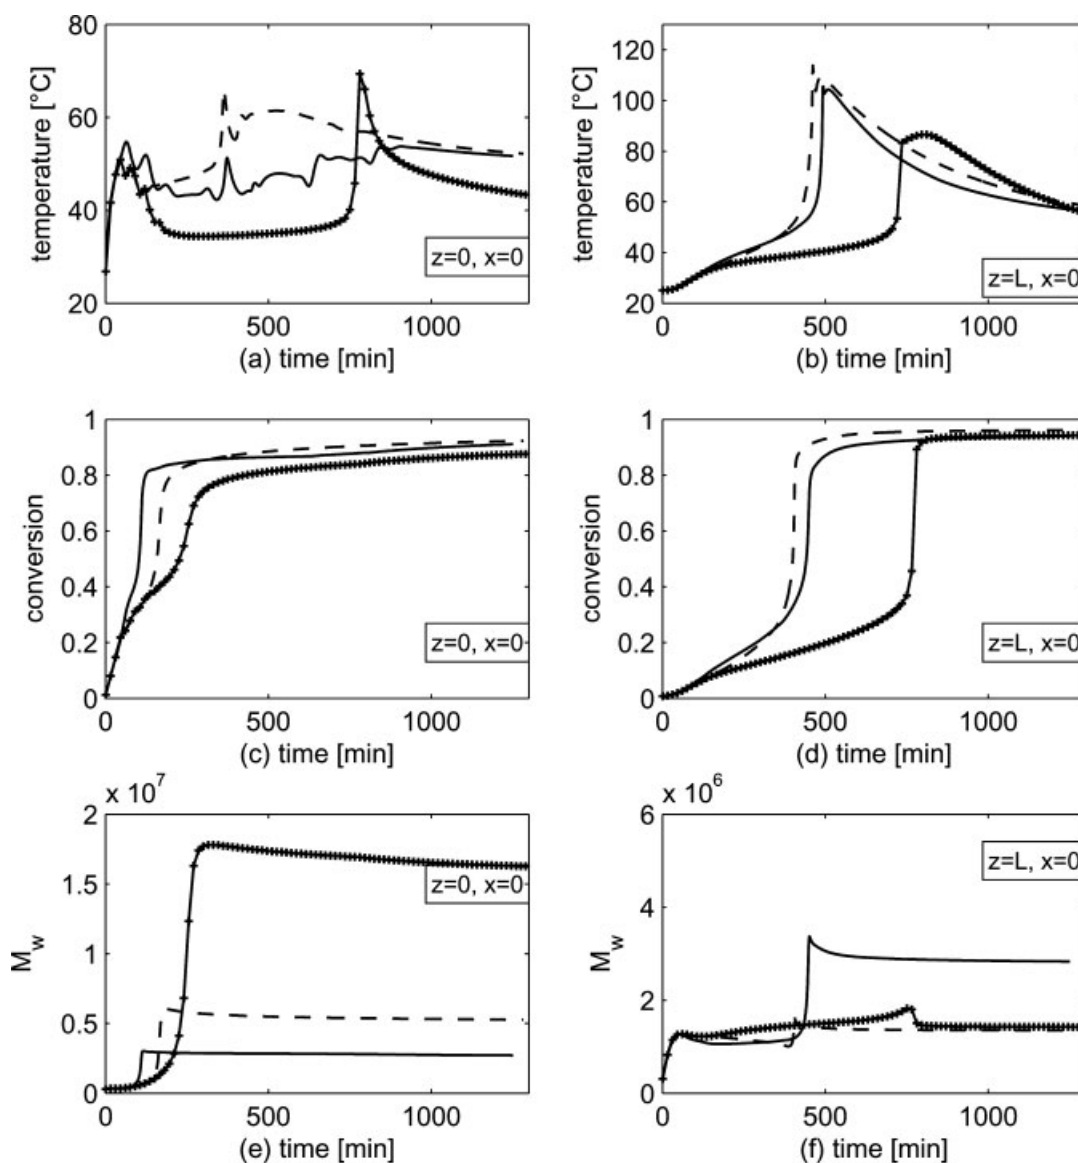 80
60
40
20
temperature [°C]
z=0, x=0
0
500
1000
(a) time [min]
120
100
80
60
40
20
temperature [°C]
z=L, x=0
0
500
1000
(b) time [min]
1
0.8
0.6
0.4
0.2
0
conversion
z=0, x=0
0
500
1000
(c) time [min]
1
0.8
0.6
0.4
0.2
0
conversion
z=L, x=0
0
500
1000
(d) time [min]
x 10^7
2
1.5
1
0.5
0
M_w
z=0, x=0
0
500
1000
(e) time [min]
x 10^6
6
4
2
0
M_w
z=L, x=0
0
500
1000
(f) time [min]